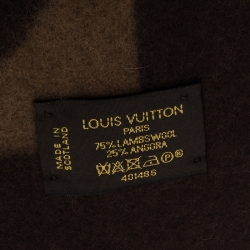 LOUIS VUITTON
PARIS
75% LAMBSWOOL
25% ANGORA
401486
MADE IN
SCOTLAND